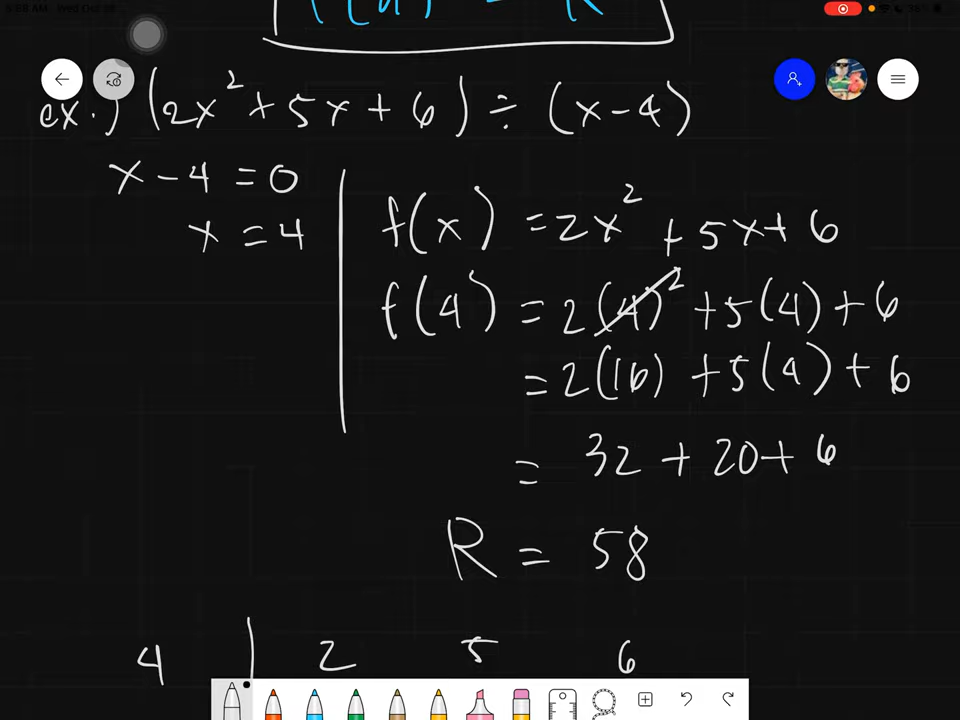 f(a) = R
ex.) (2x² + 5x + 6) ÷ (x - 4)
x - 4 = 0
x = 4
f(x) = 2x² + 5x + 6
f(4) = 2(4)² + 5(4) + 6
= 2(16) + 5(4) + 6
= 32 + 20 + 6
R = 58
4 | 2 5 6